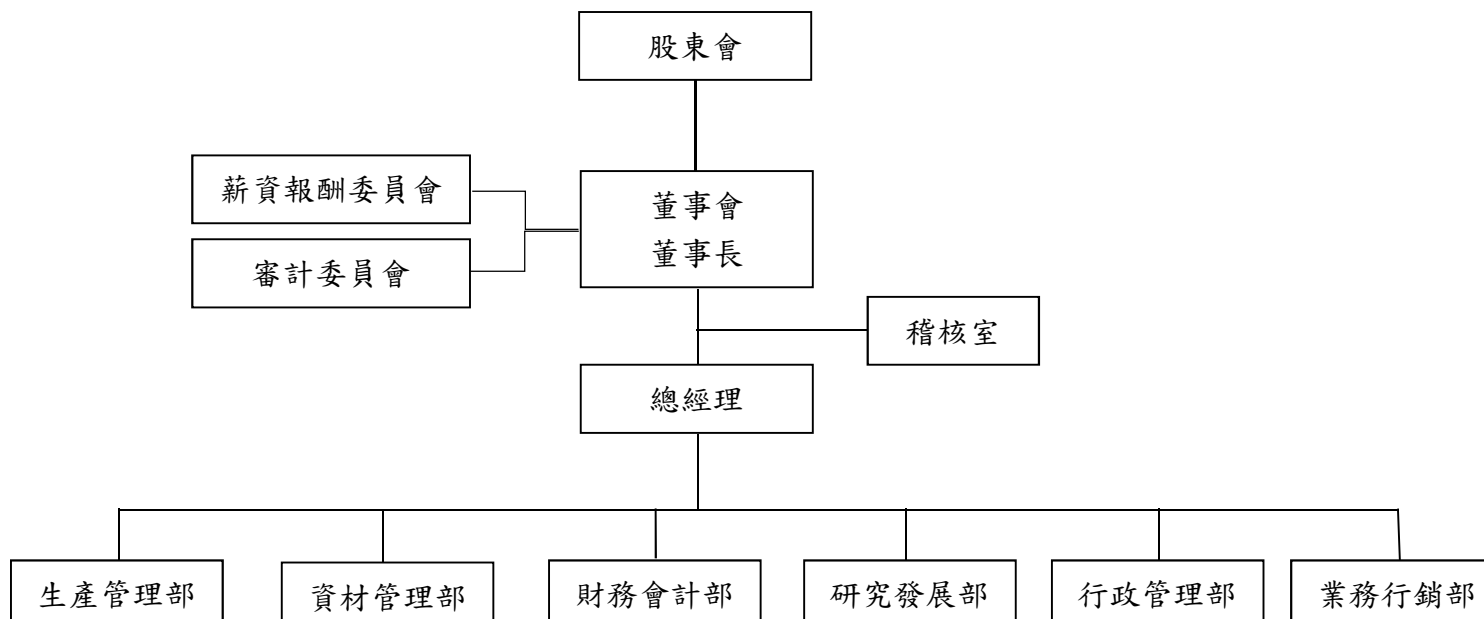 股東會
薪資報酬委員會
董事會
董事長
審計委員會
稽核室
總經理
生產管理部
資材管理部
財務會計部
研究發展部
行政管理部
業務行銷部